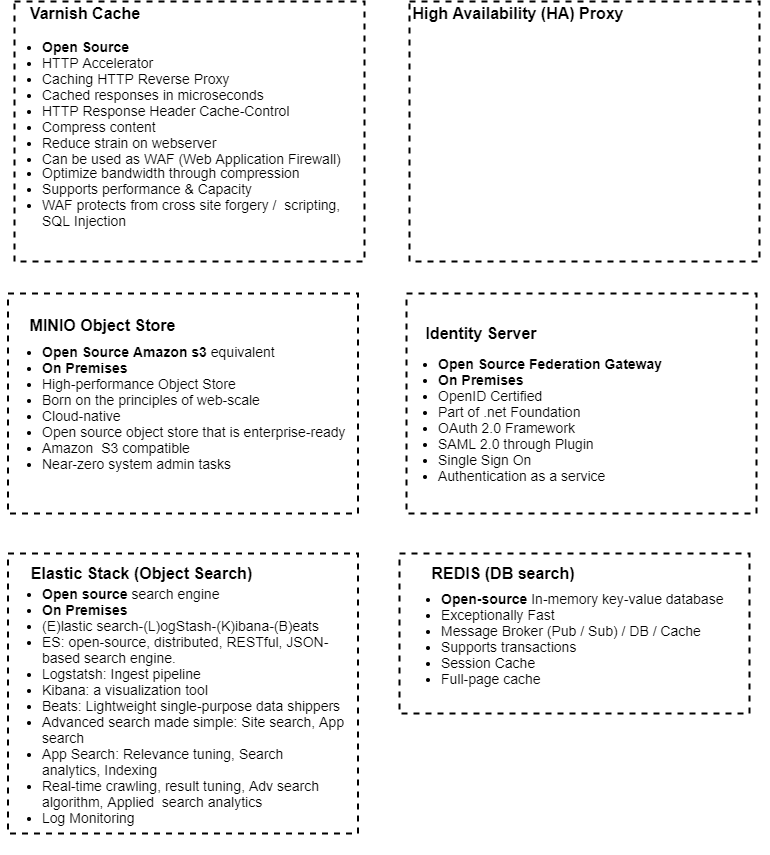 Varnish Cache
• Open Source
• HTTP Accelerator
• Caching HTTP Reverse Proxy
• Cached responses in microseconds
• HTTP Response Header Cache-Control
• Compress content
• Reduce strain on webserver
• Can be used as WAF (Web Application Firewall)
• Optimize bandwidth through compression
• Supports performance & Capacity
• WAF protects from cross site forgery /  scripting,
SQL Injection
High Availability (HA) Proxy
MINIO Object Store
• Open Source Amazon s3 equivalent
• On Premises
• High-performance Object Store
• Born on the principles of web-scale
• Cloud-native
• Open source object store that is enterprise-ready
• Amazon  S3 compatible
• Near-zero system admin tasks
Identity Server
• Open Source Federation Gateway
• On Premises
• OpenID Certified
• Part of .net Foundation
• OAuth 2.0 Framework
• SAML 2.0 through Plugin
• Single Sign On
• Authentication as a service
Elastic Stack (Object Search)
• Open source search engine
• On Premises
• (E)lastic search-(L)ogStash-(K)ibana-(B)eats
• ES: open-source, distributed, RESTful, JSON-
based search engine.
• Logstatsh: Ingest pipeline
• Kibana: a visualization tool
• Beats: Lightweight single-purpose data shippers
• Advanced search made simple: Site search, App
search
• App Search: Relevance tuning, Search
analytics, Indexing
• Real-time crawling, result tuning, Adv search
algorithm, Applied  search analytics
• Log Monitoring
REDIS (DB search)
• Open-source In-memory key-value database
• Exceptionally Fast
• Message Broker (Pub / Sub) / DB / Cache
• Supports transactions
• Session Cache
• Full-page cache